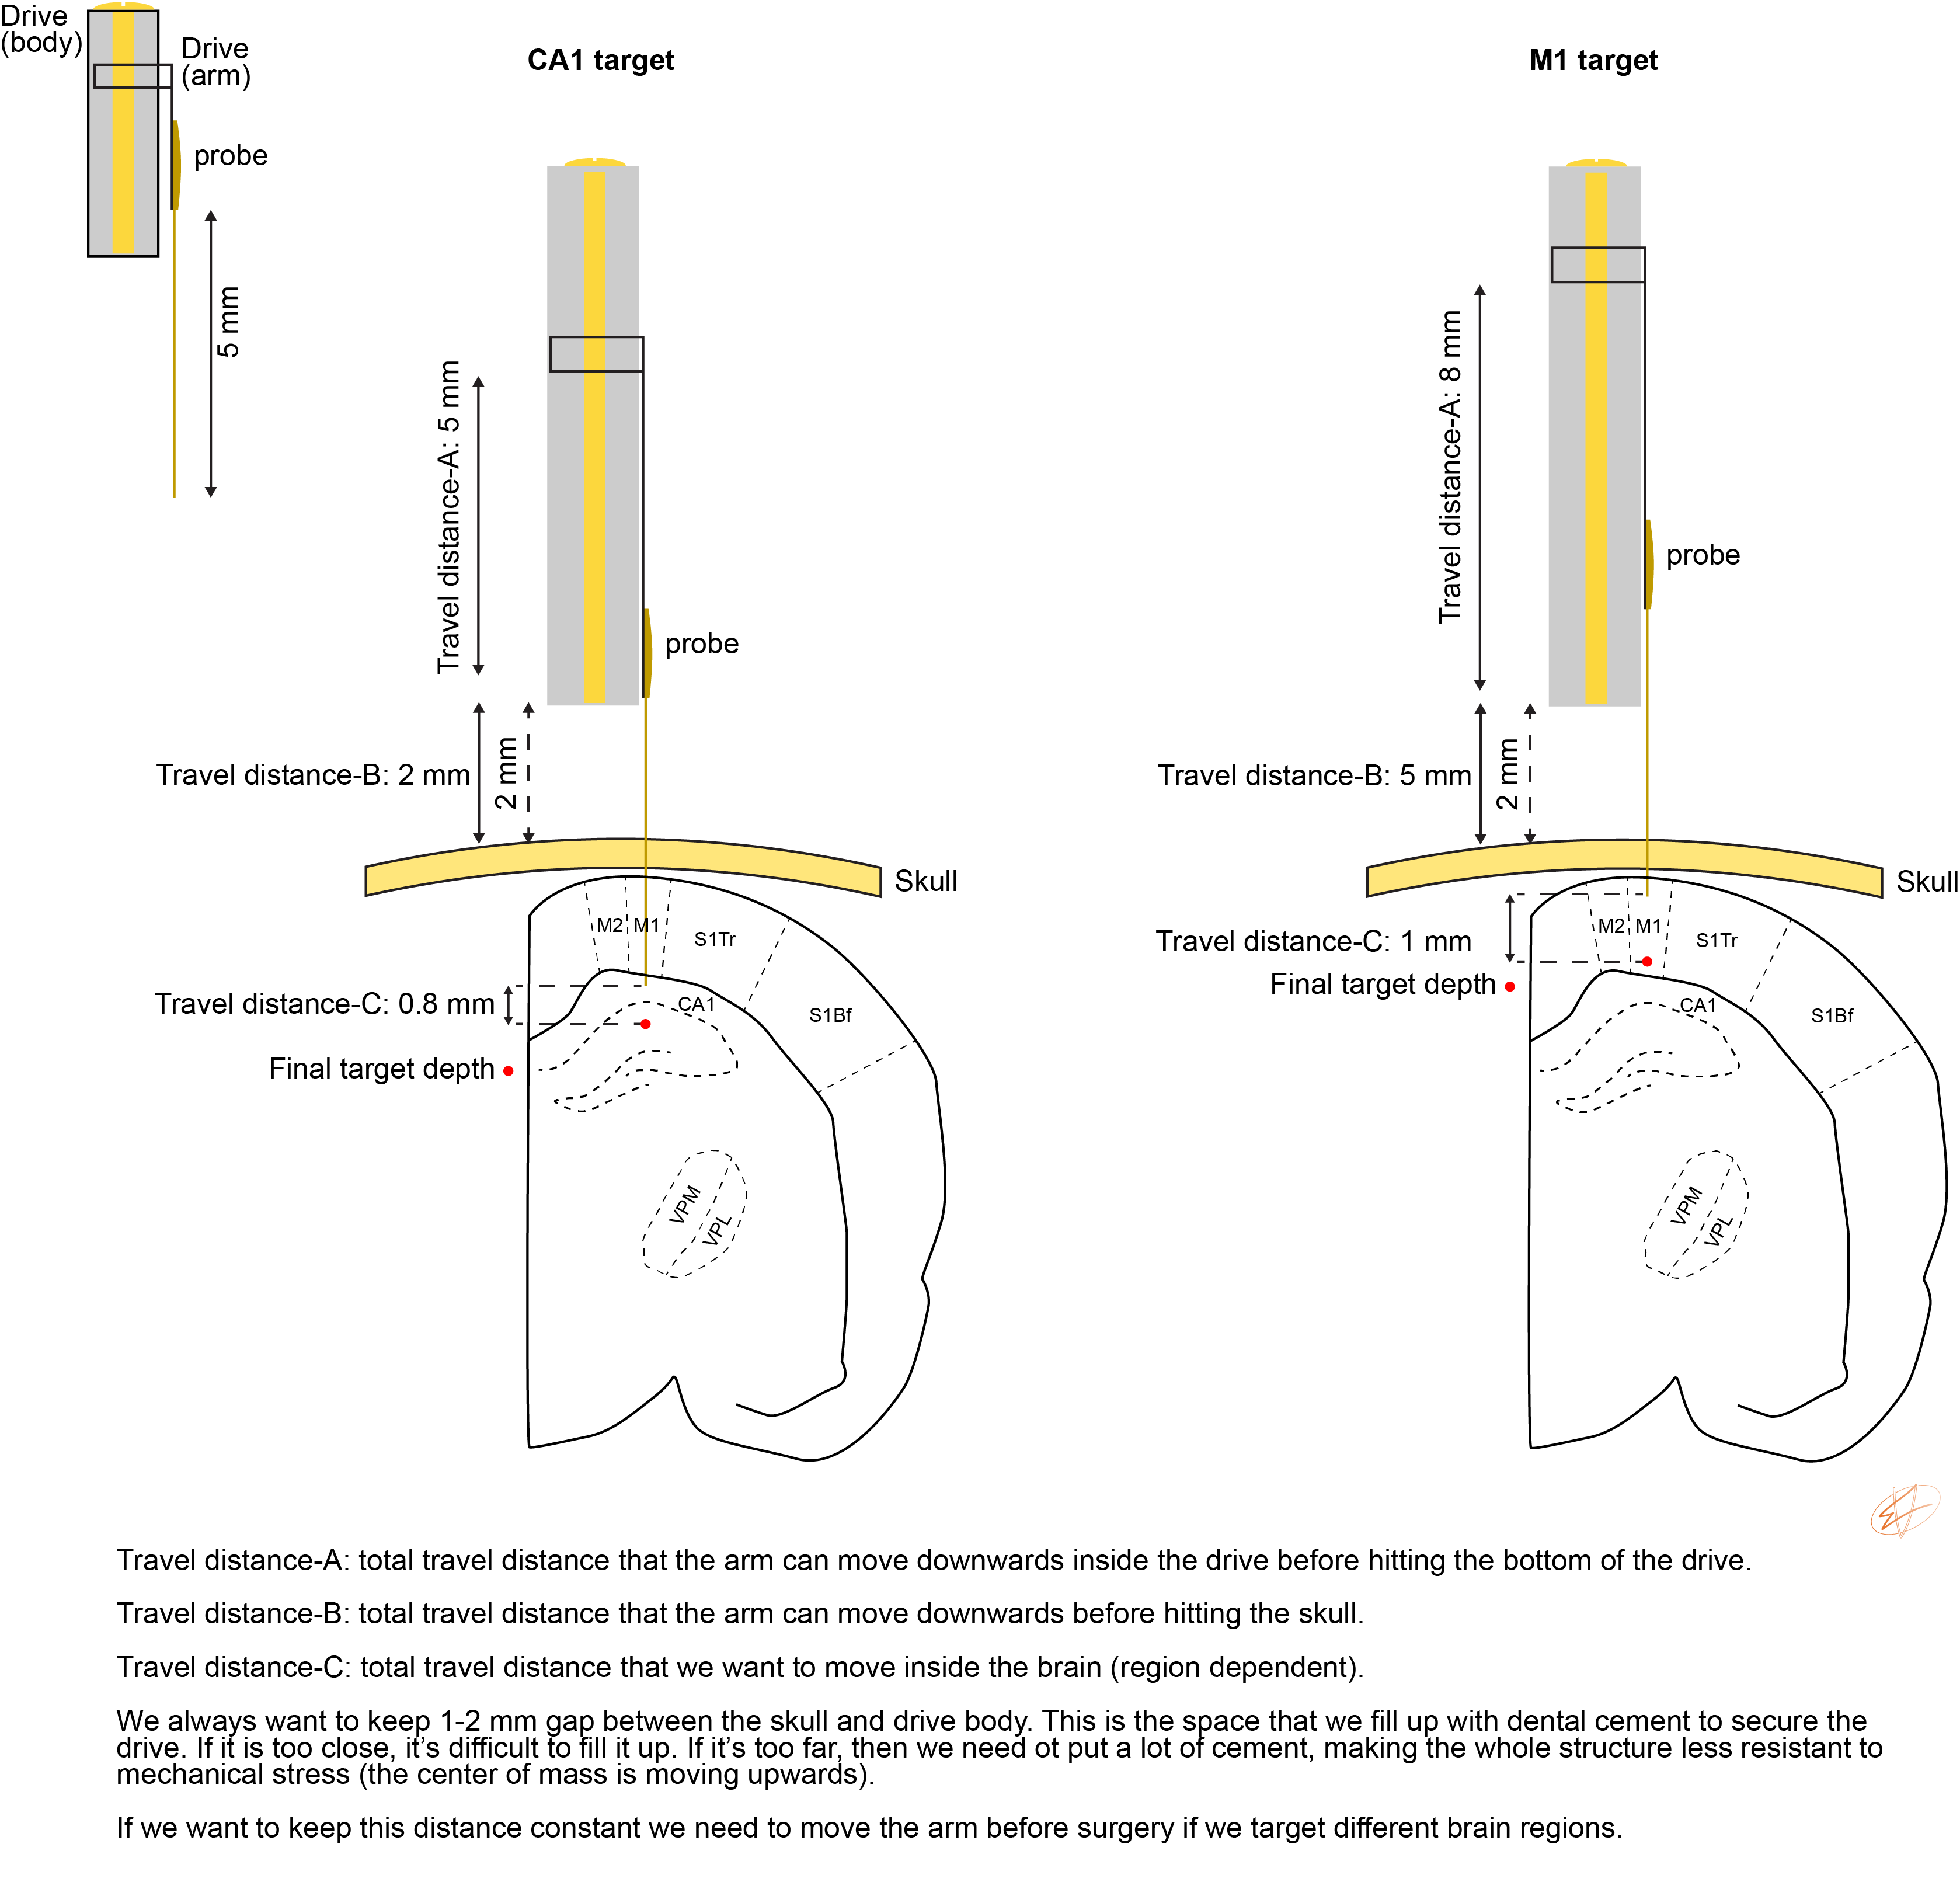 Drive
(body)
Drive
(arm)
probe
5 mm
CA1 target
Travel distance-A: 5 mm
probe
Travel distance-B: 2 mm
2 mm
Skull
M2
M1
S1Tr
S1Bf
CA1
Travel distance-C: 0.8 mm
Final target depth
VPM
VPL
M1 target
Travel distance-A: 8 mm
probe
Travel distance-B: 5 mm
2 mm
Skull
M2
M1
S1Tr
S1Bf
CA1
Travel distance-C: 1 mm
Final target depth
VPM
VPL
Travel distance-A: total travel distance that the arm can move downwards inside the drive before hitting the bottom of the drive.
Travel distance-B: total travel distance that the arm can move downwards before hitting the skull.
Travel distance-C: total travel distance that we want to move inside the brain (region dependent).
We always want to keep 1-2 mm gap between the skull and drive body. This is the space that we fill up with dental cement to secure the
drive. If it is too close, it’s difficult to fill it up. If it’s too far, then we need ot put a lot of cement, making the whole structure less resistant to
mechanical stress (the center of mass is moving upwards).
If we want to keep this distance constant we need to move the arm before surgery if we target different brain regions.